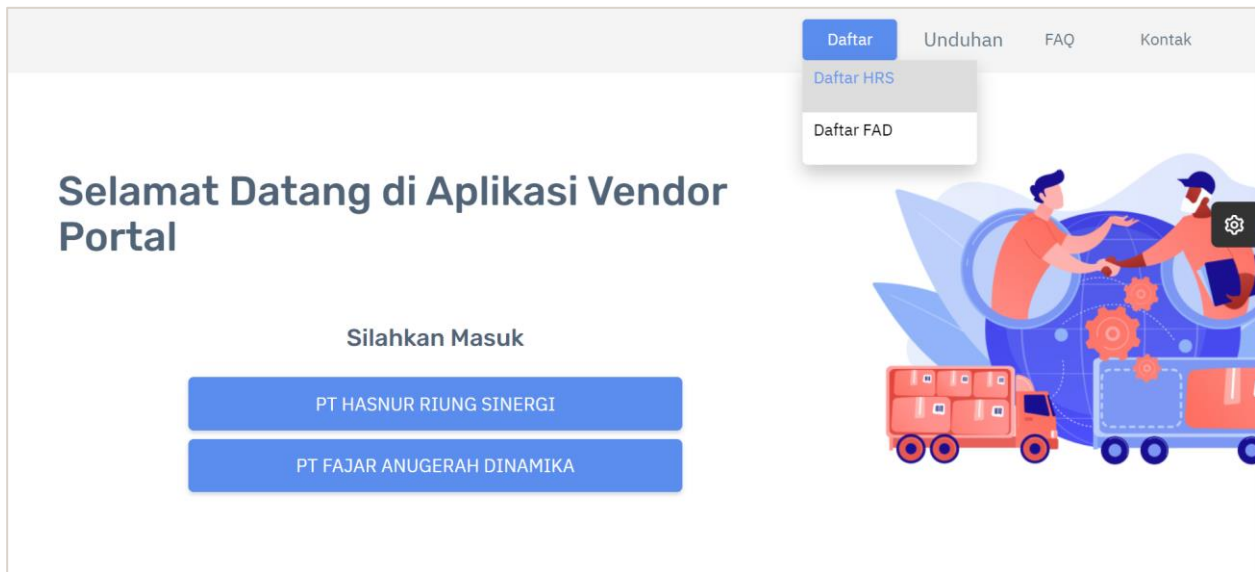 Daftar Unduhan FAQ Kontak
Daftar HRS
Daftar FAD
Selamat Datang di Aplikasi Vendor
Portal
Silahkan Masuk
PT HASNUR RIUNG SINERGI
PT FAJAR ANUGERAH DINAMIKA